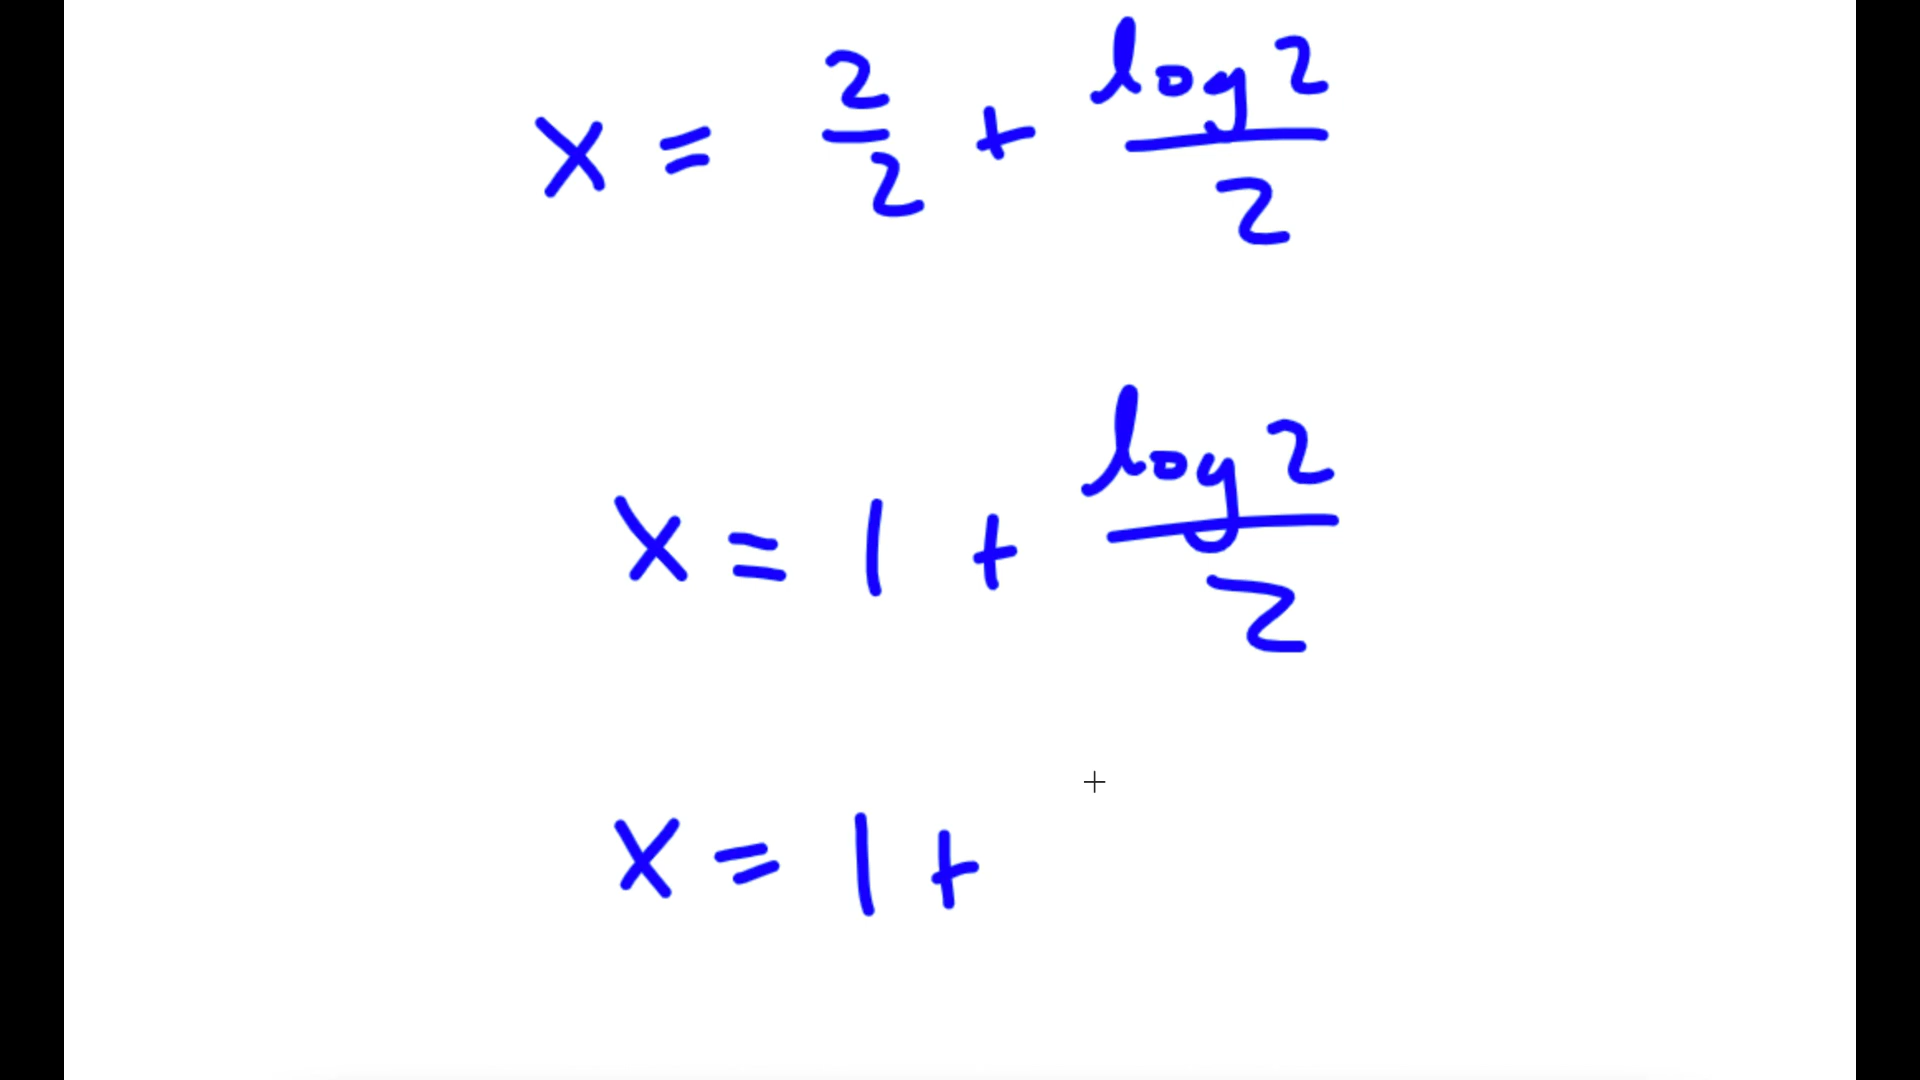 x = 2/2 + log 2/2
x = 1 + log 2/2
x = 1 +